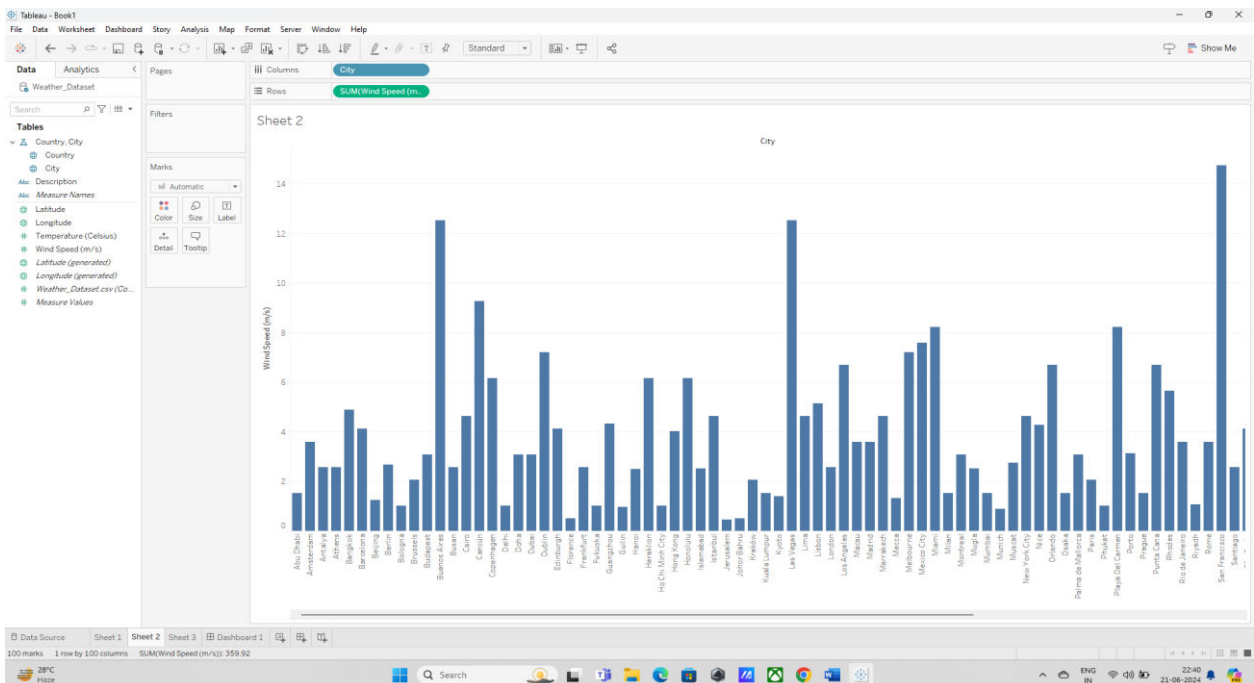 Tableau - Book1
File Data Worksheet Dashboard Story Analysis Map Format Server Window Help
Standard
Show Me
Data Analytics
Weather_Dataset
Search
Tables
Country, City
Country
City
Abc Description
Abc Measure Names
Latitude
Longitude
# Temperature (Celsius)
# Wind Speed (m/s)
Latitude (generated)
Longitude (generated)
# Weather_Dataset.csv (Co...
# Measure Values
Pages
Filters
Marks
Automatic
Color Size Label
Detail Tooltip
Columns City
Rows SUM(Wind Speed (m..
Sheet 2
City
Wind Speed (m/s)
14
12
10
8
6
4
2
0
Abu Dhabi
Amsterdam
Antalya
Athens
Bangkok
Barcelona
Beijing
Berlin
Bologna
Brussels
Budapest
Buenos Aires
Busan
Cairo
Cancún
Copenhagen
Delhi
Doha
Dubai
Dublin
Edinburgh
Florence
Frankfurt
Fukuoka
Guangzhou
Guilin
Hanoi
Heraklion
Ho Chi Minh City
Hong Kong
Honolulu
Islamabad
Istanbul
Jerusalem
Johor Bahru
Kraków
Kuala Lumpur
Kyoto
Las Vegas
Lima
Lisbon
London
Los Angeles
Macau
Madrid
Marrakech
Mecca
Melbourne
Mexico City
Miami
Milan
Montreal
Mugla
Mumbai
Munich
Muscat
New York City
Nice
Orlando
Osaka
Palma de Mallorca
Paris
Phuket
Playa Del Carmen
Porto
Prague
Punta Cana
Rhodes
Rio de Janeiro
Riyadh
Rome
San Francisco
Santiago
Data Source Sheet 1 Sheet 2 Sheet 3 Dashboard 1
100 marks 1 row by 100 columns SUM(Wind Speed (m/s)): 359.92
28°C
Haze
Search
ENG
IN
22:40
21-06-2024